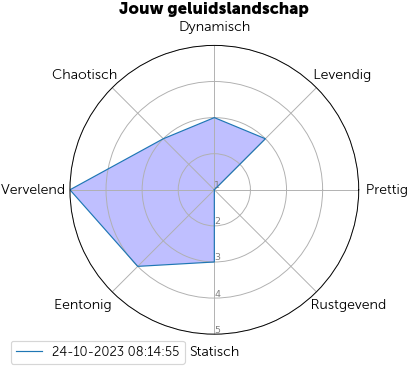 Jouw geluidslandschap
Dynamisch
Chaotisch
Levendig
Vervelend
Prettig
1
2
3
4
5
Eentonig
Rustgevend
Statisch
24-10-2023 08:14:55